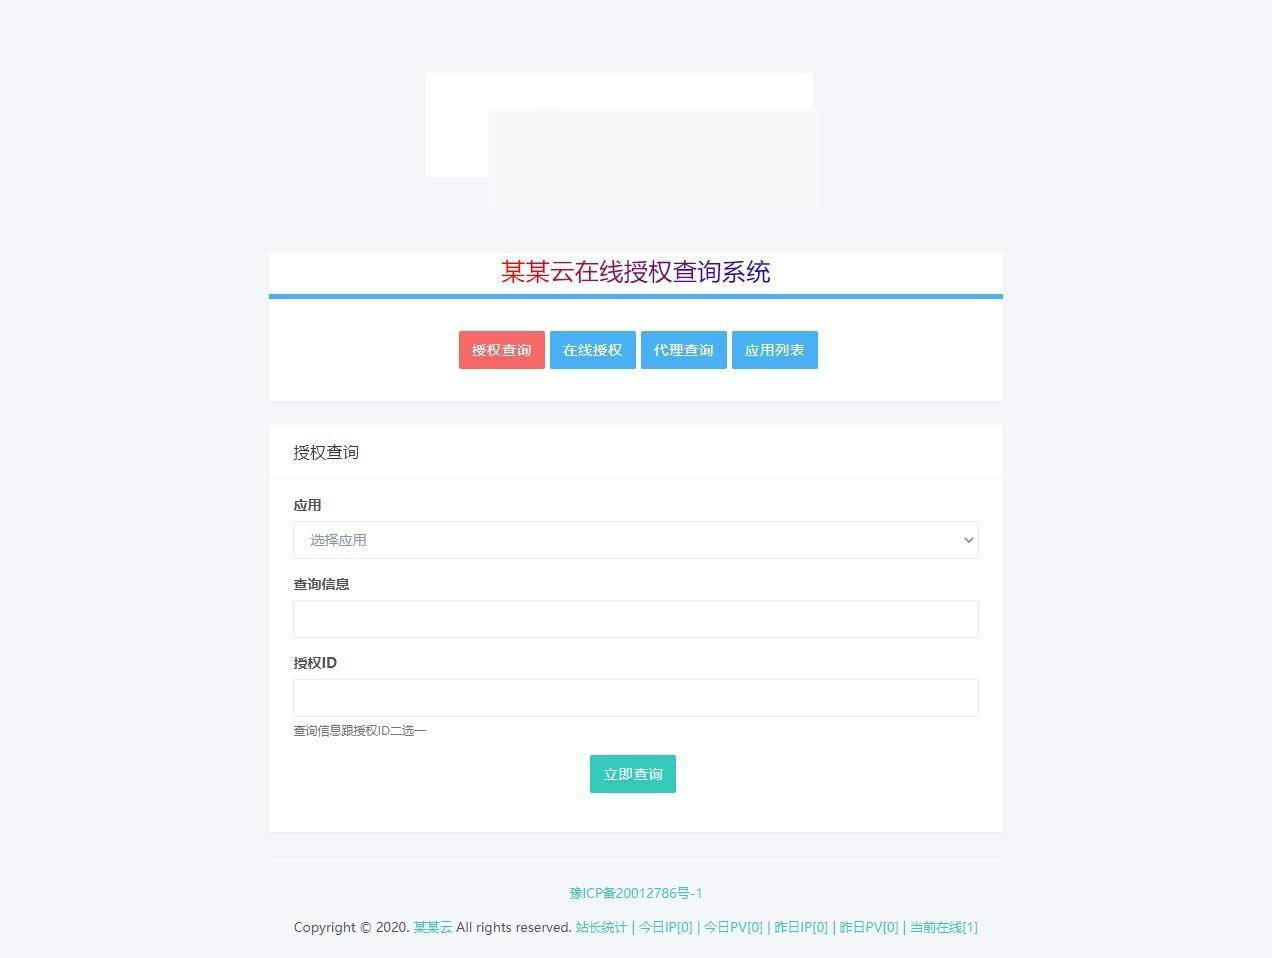 某某云在线授权查询系统
授权查询 在线授权 代理查询 应用列表
授权查询
应用
选择应用
查询信息
授权ID
查询信息跟授权ID二选一
立即查询
豫ICP备20012786号-1
Copyright © 2020. 某某云 All rights reserved. 站长统计 | 今日IP[0] | 今日PV[0] | 昨日IP[0] | 昨日PV[0] | 当前在线[1]